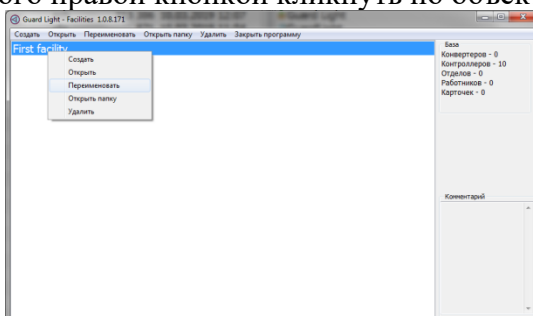 ого правой кнопкой кликнуть по объек
Guard Light - Facilities 1.0.8.171
Создать Открыть Переименовать Открыть папку Удалить Закрыть программу
First facility
Создать
Открыть
Переименовать
Открыть папку
Удалить
База
Конвертеров - 0
Контроллеров - 10
Отделов - 0
Работников - 0
Карточек - 0
Комментарий